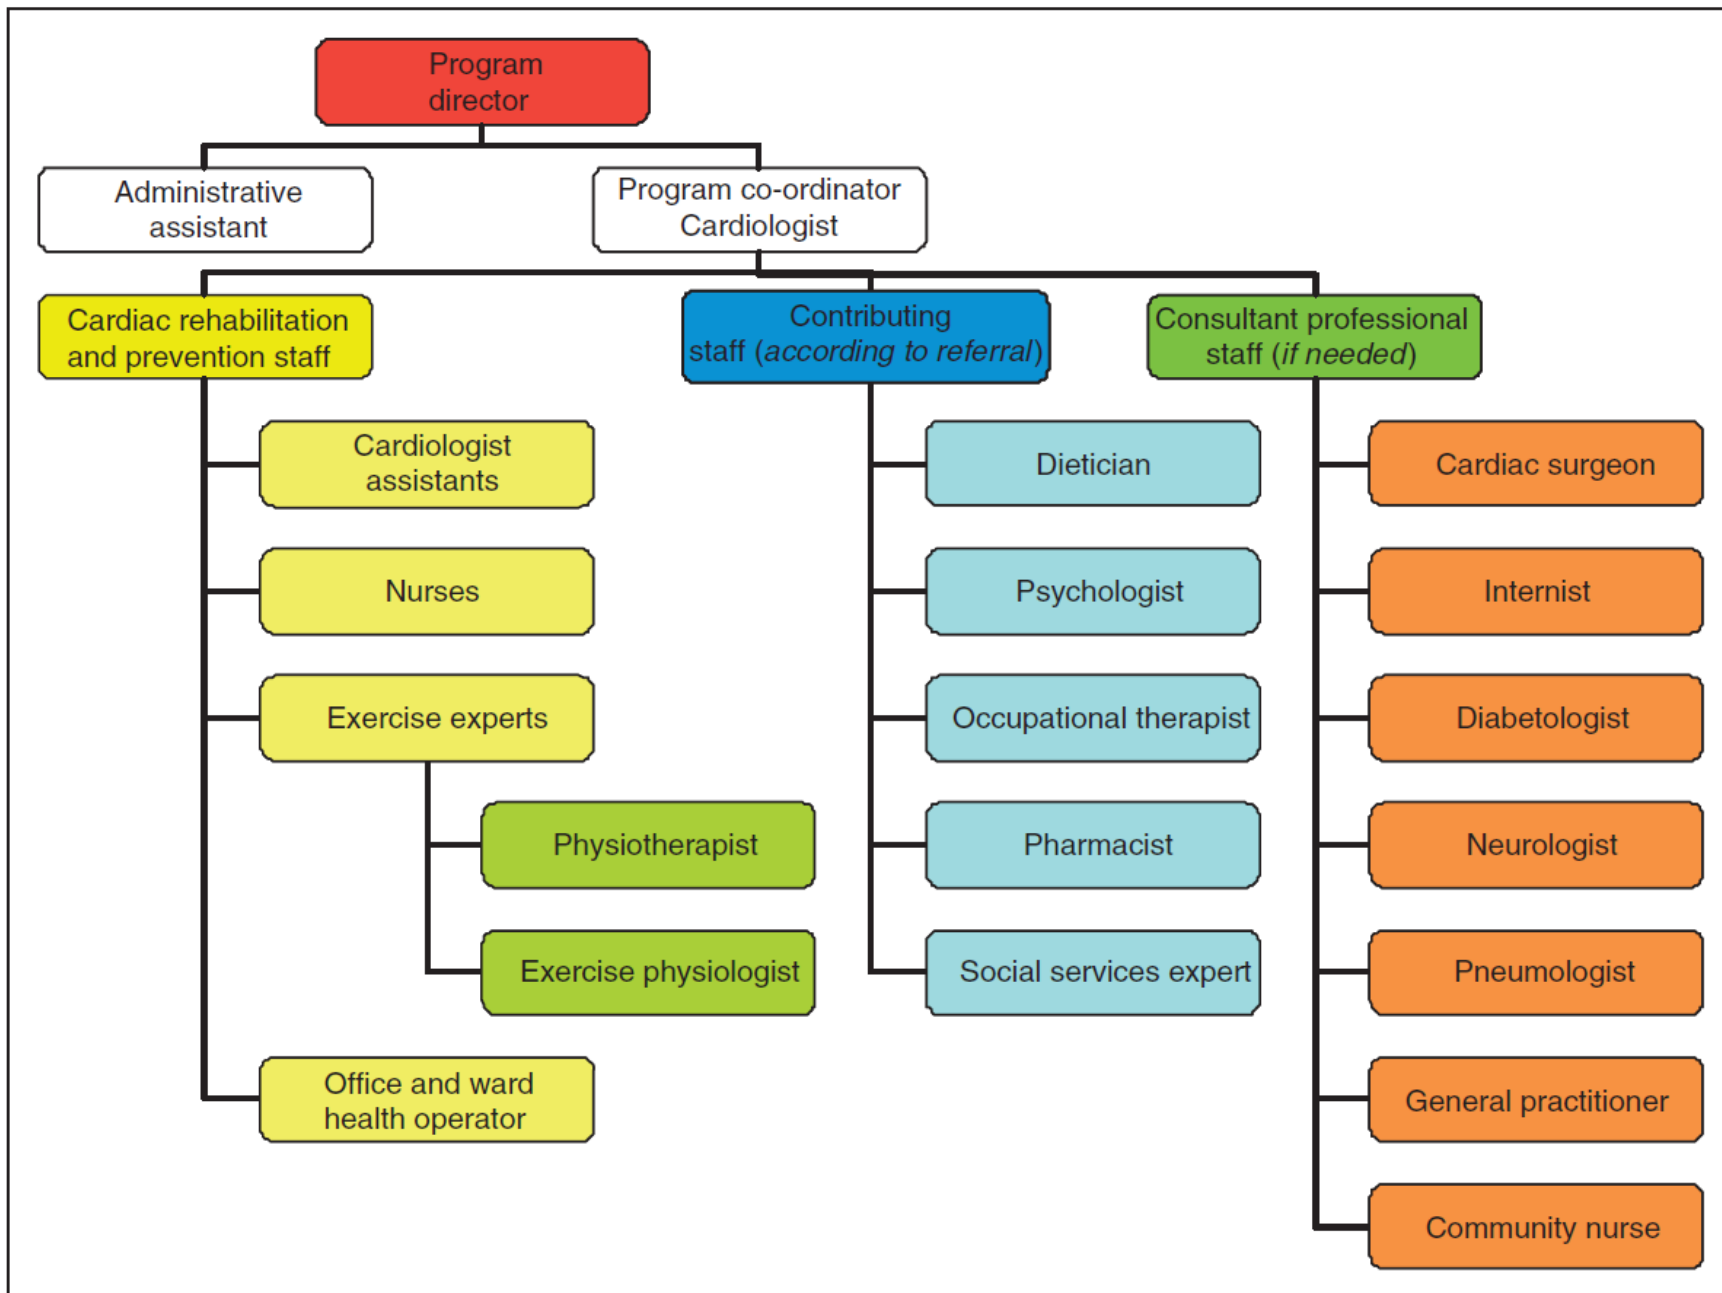 Program
director
Administrative
assistant
Program co-ordinator
Cardiologist
Cardiac rehabilitation
and prevention staff
Contributing
staff (according to referral)
Consultant professional
staff (if needed)
Cardiologist
assistants
Nurses
Exercise experts
Physiotherapist
Exercise physiologist
Office and ward
health operator
Dietician
Psychologist
Occupational therapist
Pharmacist
Social services expert
Cardiac surgeon
Internist
Diabetologist
Neurologist
Pneumologist
General practitioner
Community nurse